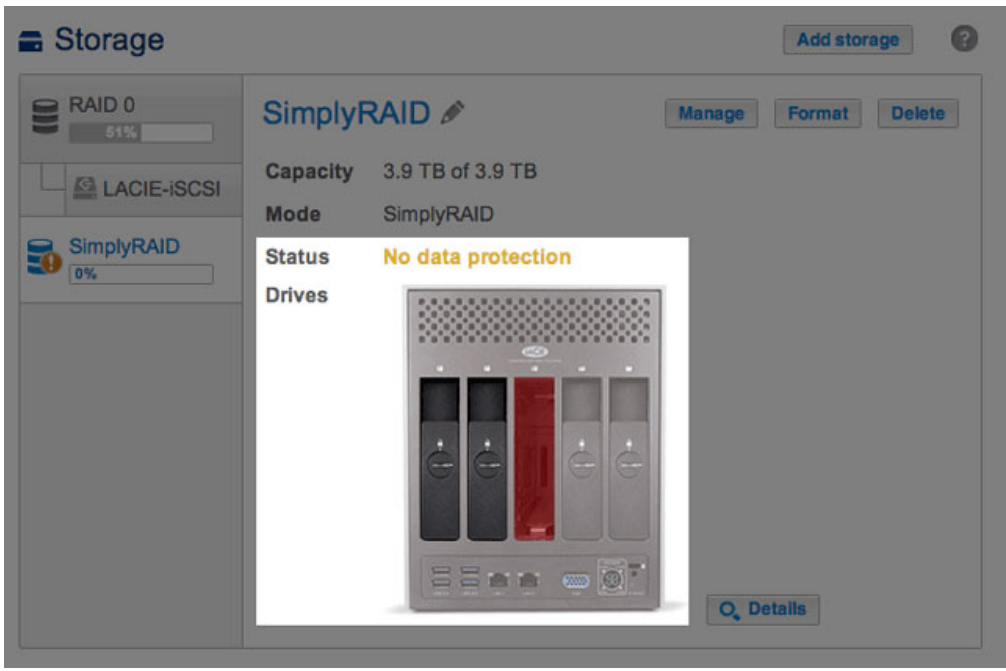 Storage
Add storage
?
RAID 0
51%
LACIE-iSCSI
SimplyRAID
0%
SimplyRAID
Manage
Format
Delete
Capacity 3.9 TB of 3.9 TB
Mode SimplyRAID
Status No data protection
Drives
LACIE
Details